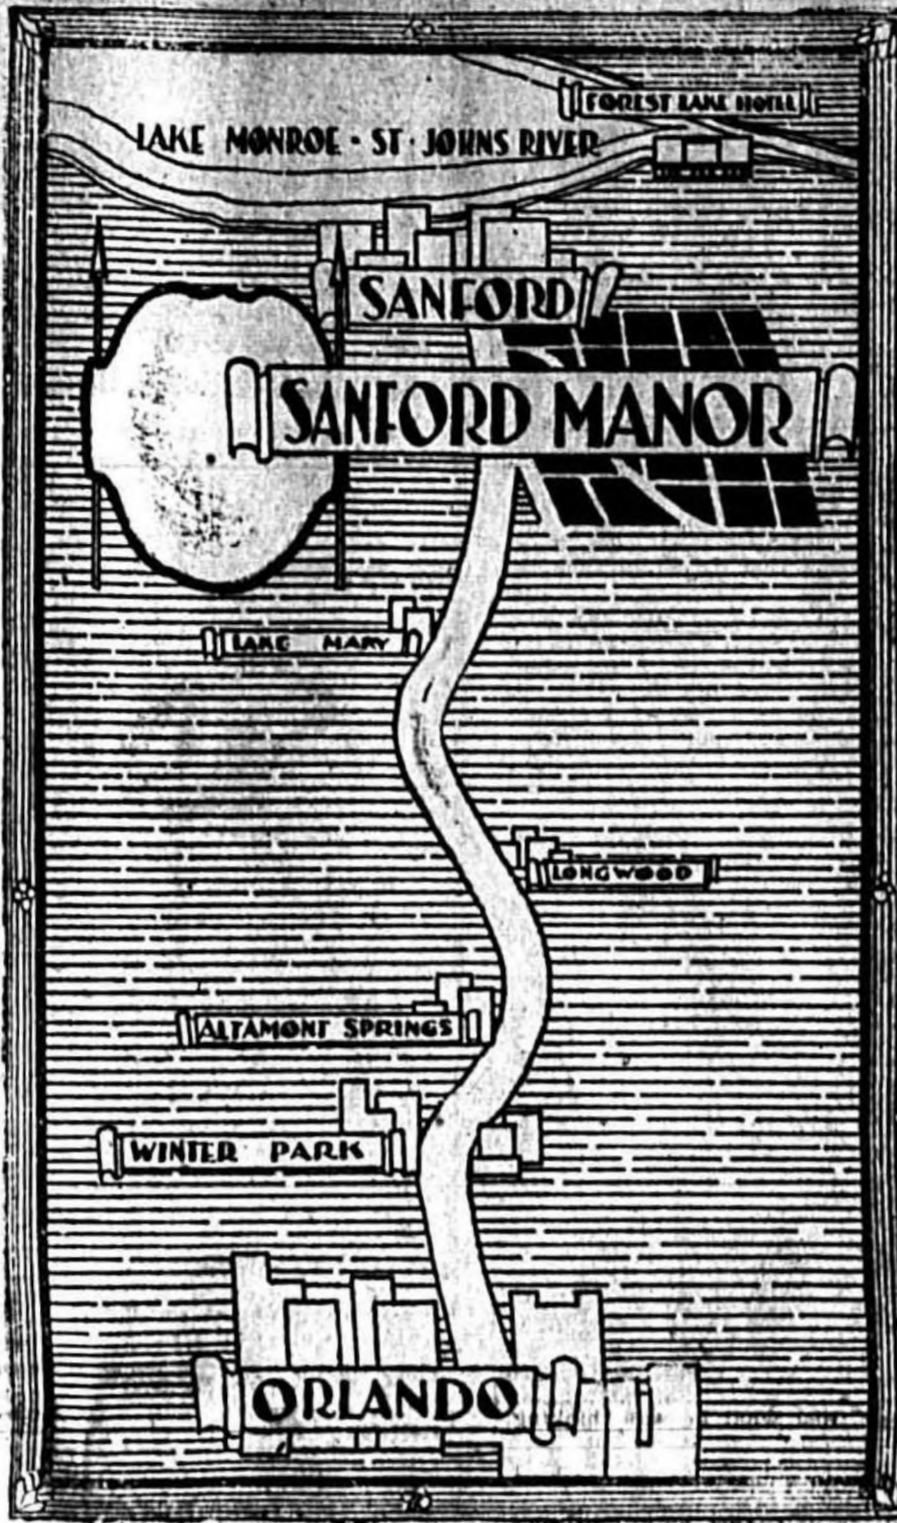 FOREST LAKE HOTEL
LAKE MONROE · ST · JOHNS RIVER
SANFORD
SANFORD MANOR
LAKE MARY
LONGWOOD
ALTAMONT SPRINGS
WINTER PARK
ORLANDO